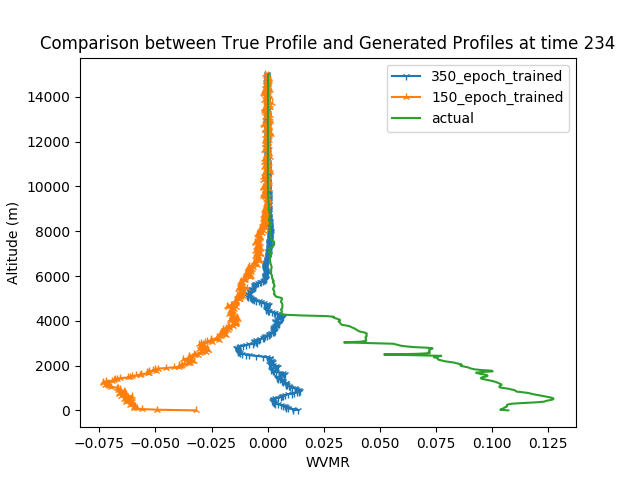 Comparison between True Profile and Generated Profiles at time 234
350_epoch_trained
150_epoch_trained
actual
Altitude (m)
14000
12000
10000
8000
6000
4000
2000
0
−0.075 −0.050 −0.025 0.000 0.025 0.050 0.075 0.100 0.125
WVMR